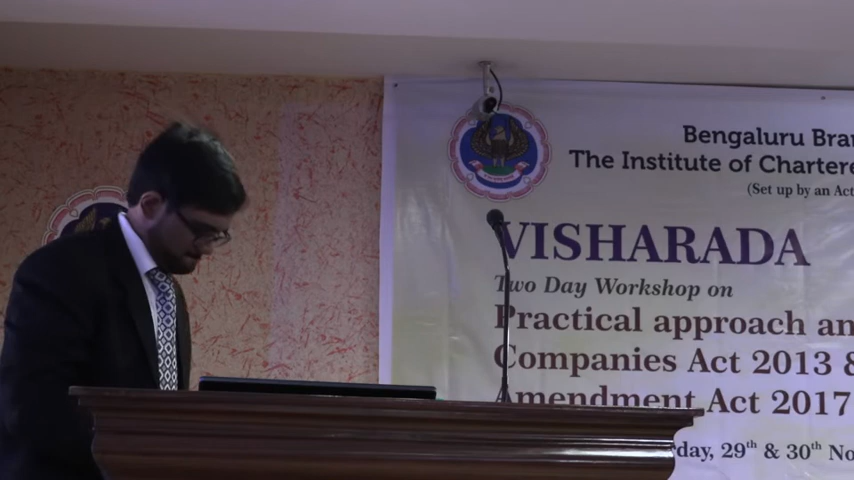 Bengaluru Bran
The Institute of Chartere
(Set up by an Act
VISHARADA
Two Day Workshop on
Practical approach an
Companies Act 2013 &
Amendment Act 2017
day, 29th & 30th No